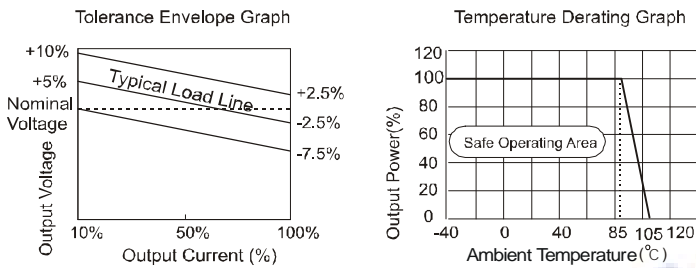 Tolerance Envelope Graph
+10%
+5%
Nominal
Voltage
Output Voltage
Typical Load Line
+2.5%
-2.5%
-7.5%
10% 50% 100%
Output Current (%)
Temperature Derating Graph
120
100
80
60
40
20
0
Output Power(%)
Safe Operating Area
-40 0 40 85 105 120
Ambient Temperature(℃)